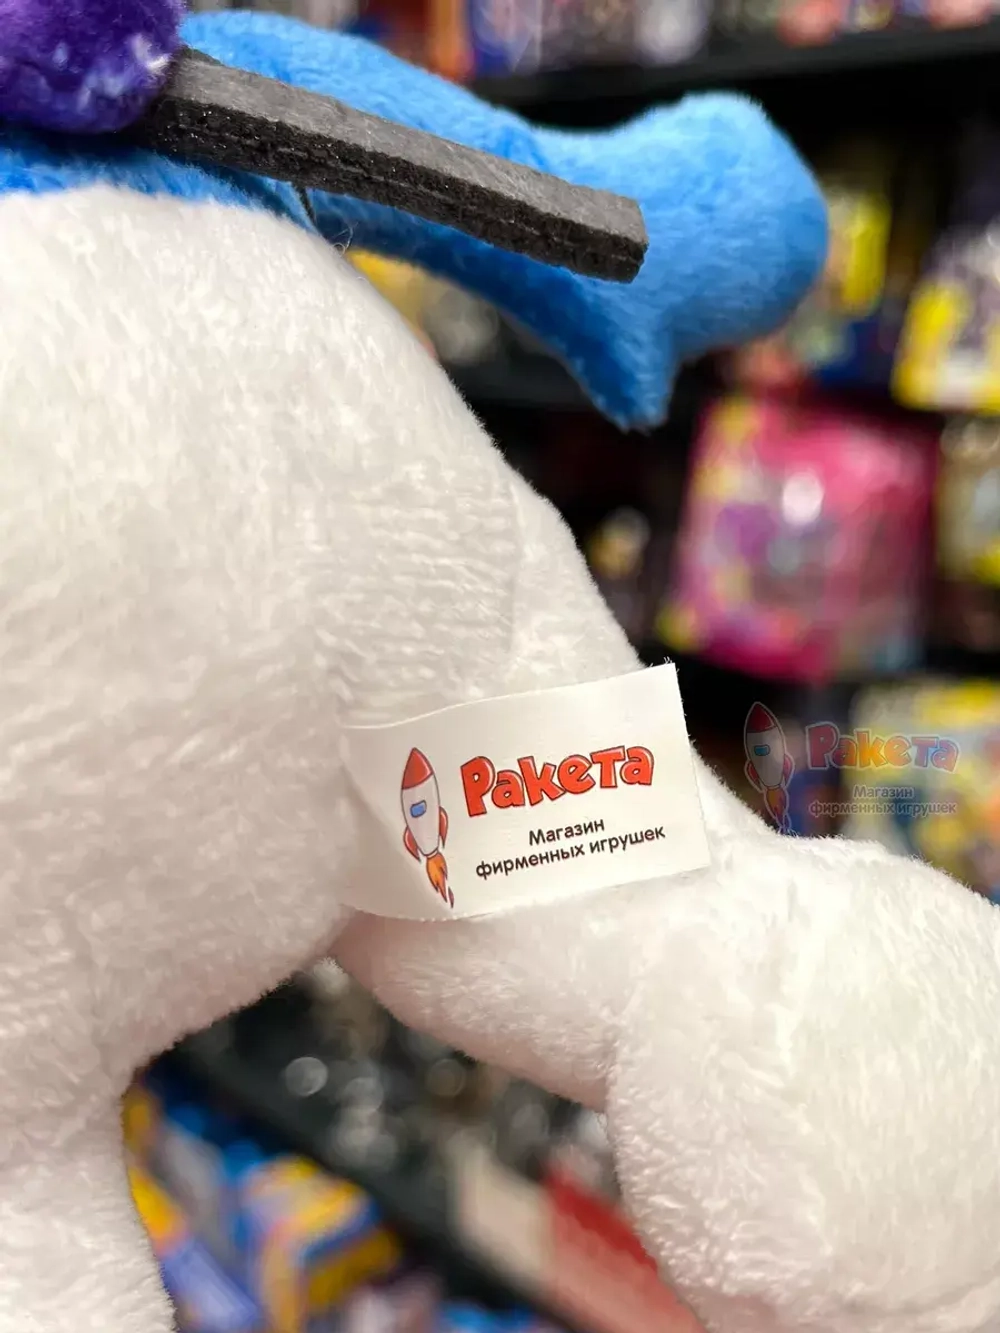 Ракета
Магазин
фирменных игрушек
Ракета
Магазин
фирменных игрушек